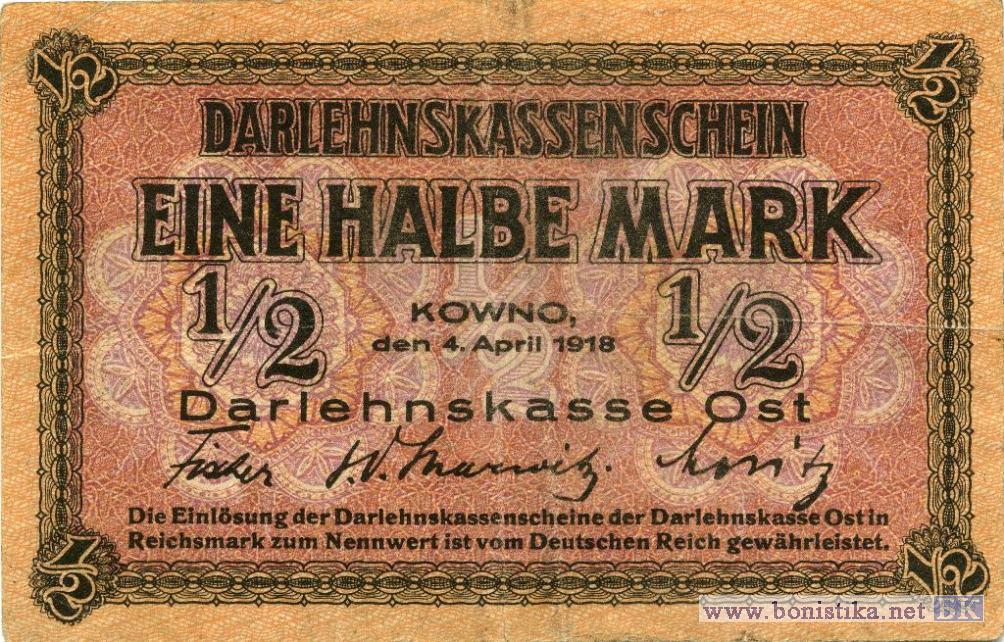 1/2 1/2
DARLEHNSKASSENSCHEIN
EINE HALBE MARK
1/2 KOWNO, 1/2
den 4. April 1918
Darlehnskasse Ost
Fischer
Die Einlösung der Darlehnskassenscheine der Darlehnskasse Ost in
Reichsmark zum Nennwert ist vom Deutschen Reich gewährleistet.
1/2 1/2
www.bonistika.net БК